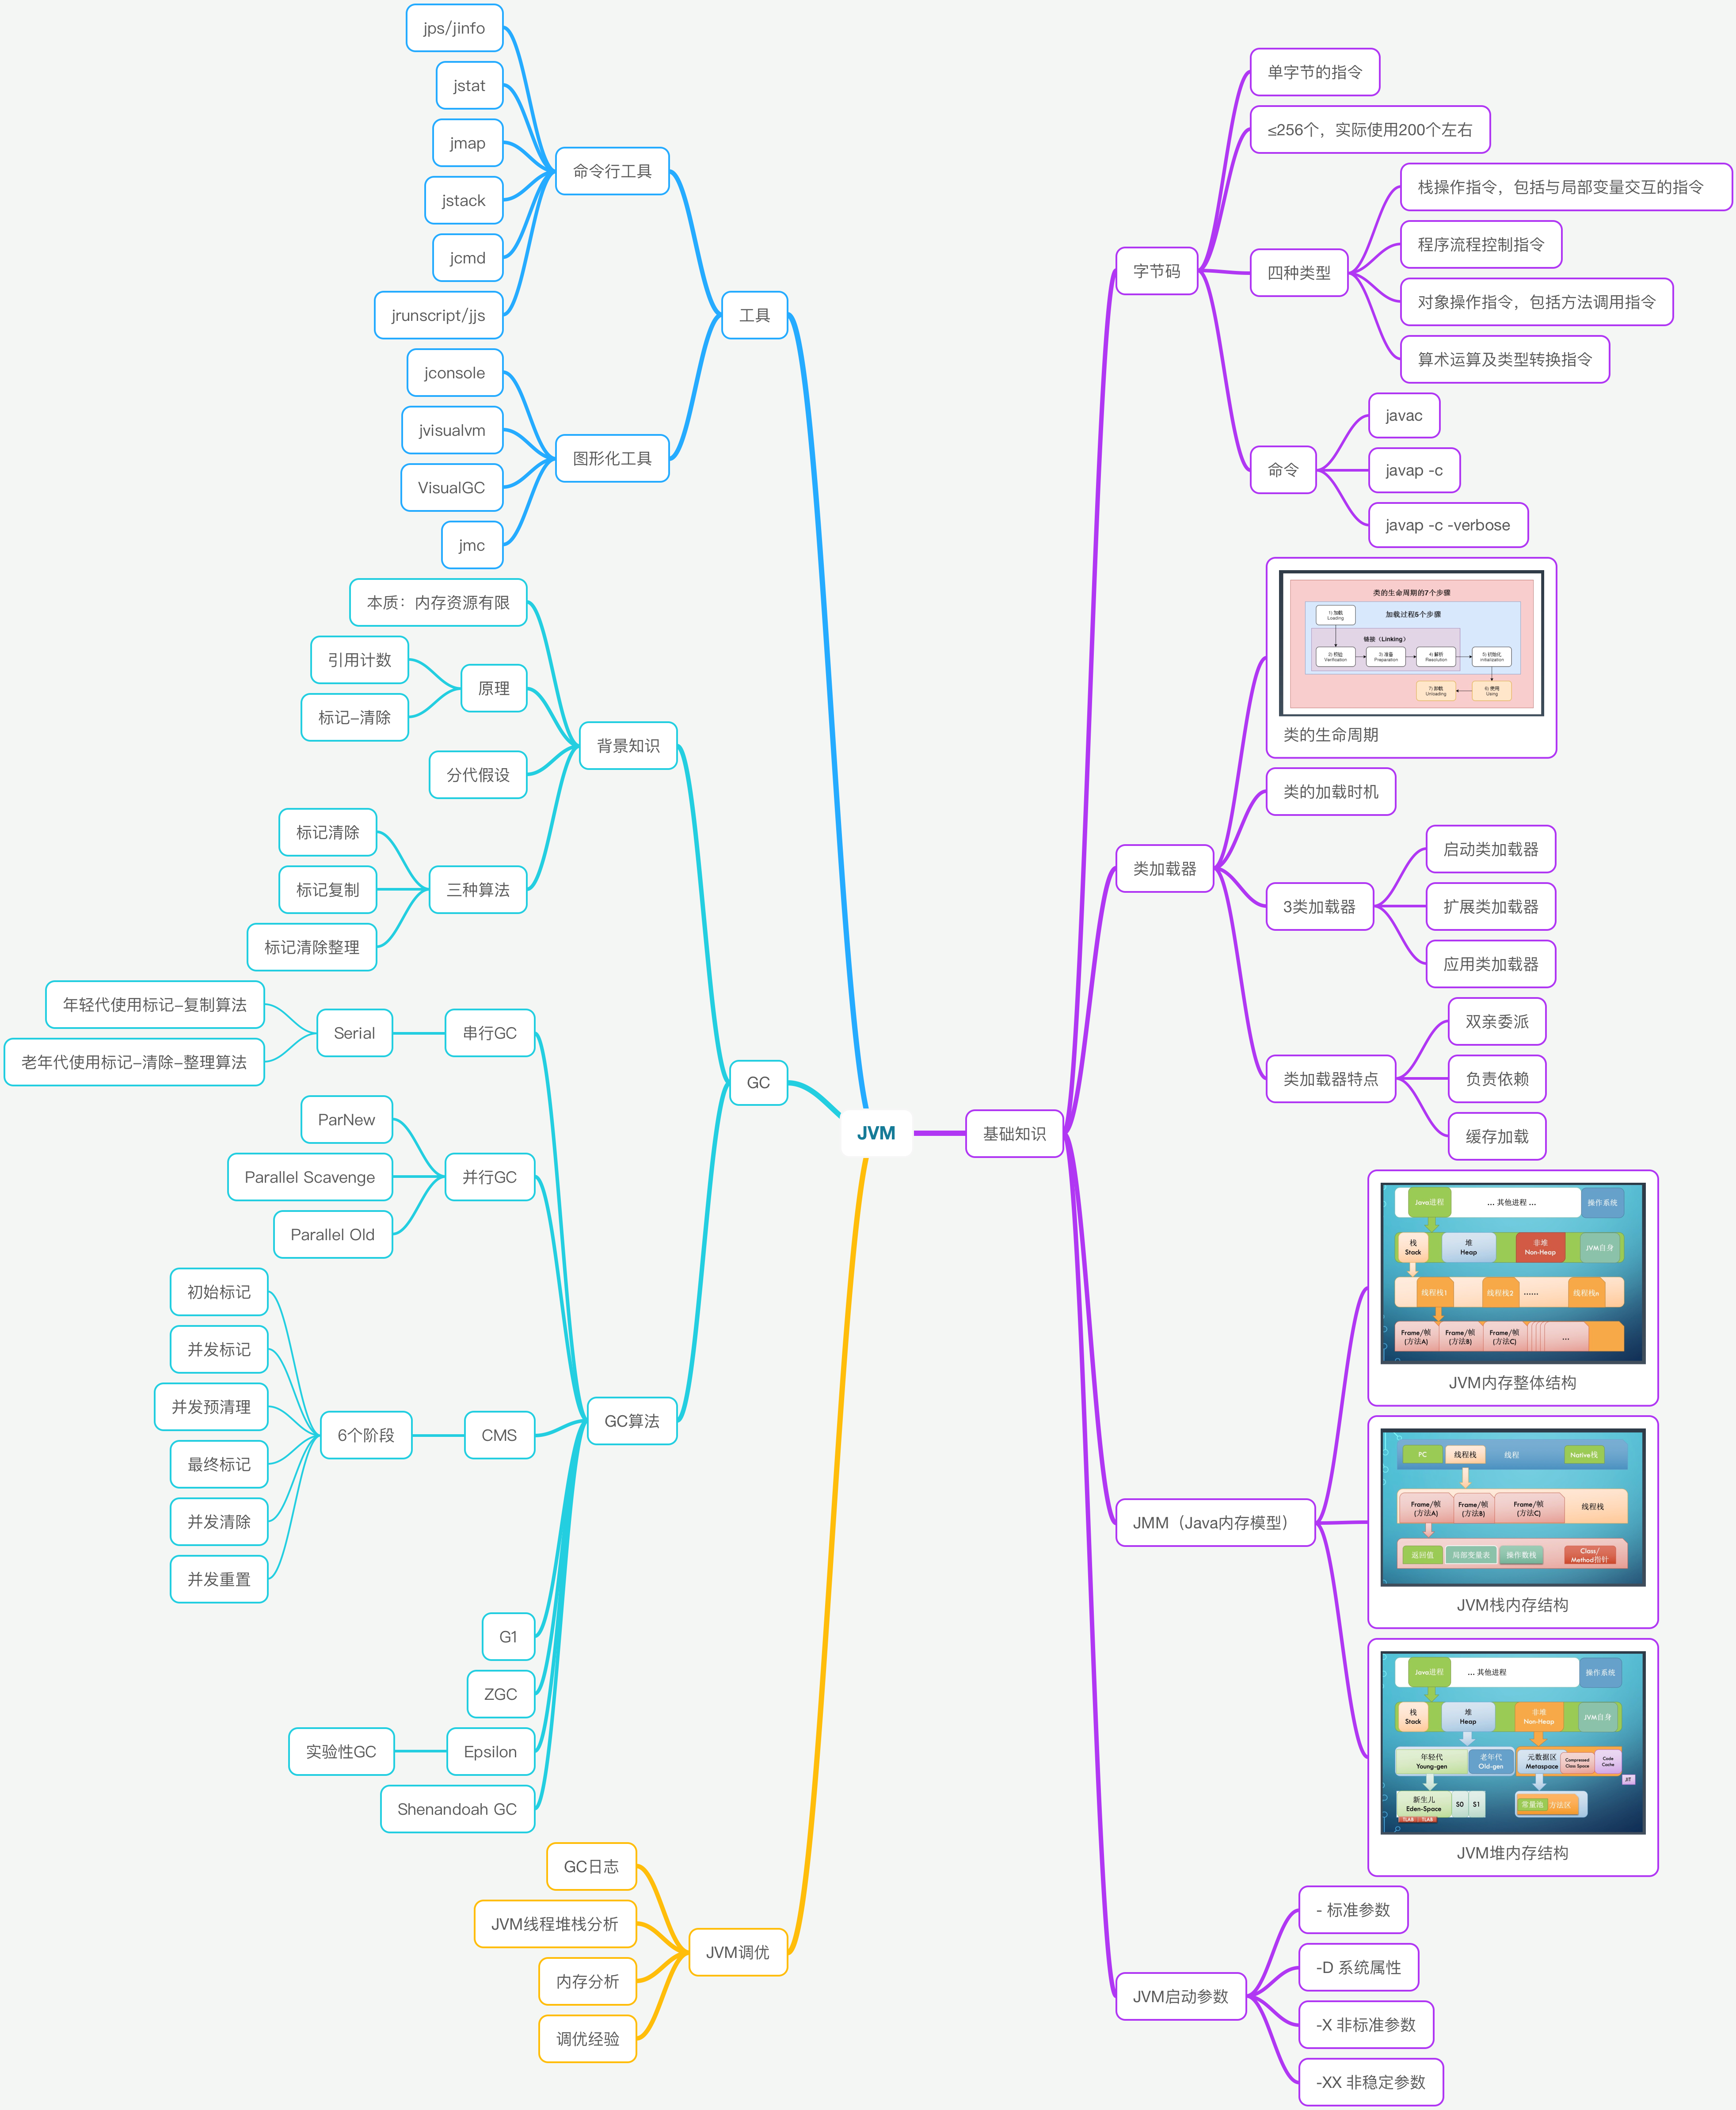 JVM
工具
命令行工具
jps/jinfo
jstat
jmap
jstack
jcmd
jrunscript/jjs
图形化工具
jconsole
jvisualvm
VisualGC
jmc
GC
背景知识
本质：内存资源有限
原理
引用计数
标记-清除
分代假设
三种算法
标记清除
标记复制
标记清除整理
GC算法
串行GC
Serial
年轻代使用标记-复制算法
老年代使用标记-清除-整理算法
并行GC
ParNew
Parallel Scavenge
Parallel Old
CMS
6个阶段
初始标记
并发标记
并发预清理
最终标记
并发清除
并发重置
G1
ZGC
Epsilon
实验性GC
Shenandoah GC
JVM调优
GC日志
JVM线程堆栈分析
内存分析
调优经验
基础知识
字节码
单字节的指令
≤256个，实际使用200个左右
四种类型
栈操作指令，包括与局部变量交互的指令
程序流程控制指令
对象操作指令，包括方法调用指令
算术运算及类型转换指令
命令
javac
javap -c
javap -c -verbose
类加载器
类的生命周期的7个步骤
加载过程5个步骤
1) 加载
Loading
链接（Linking）
2) 校验
Verification
3) 准备
Preparation
4) 解析
Resolution
5) 初始化
Initialization
7) 卸载
Unloading
6) 使用
Using
类的生命周期
类的加载时机
3类加载器
启动类加载器
扩展类加载器
应用类加载器
类加载器特点
双亲委派
负责依赖
缓存加载
JMM（Java内存模型）
Java进程
... 其他进程 ...
操作系统
栈
Stack
堆
Heap
非堆
Non-Heap
JVM自身
线程栈1
线程栈2
......
线程栈n
Frame/帧
(方法A)
Frame/帧
(方法B)
Frame/帧
(方法C)
...
JVM内存整体结构
PC
线程栈
线程
Native栈
Frame/帧
(方法A)
Frame/帧
(方法B)
Frame/帧
(方法C)
线程栈
返回值
局部变量表
操作数栈
Class/
Method指针
JVM栈内存结构
Java进程
... 其他进程
操作系统
栈
Stack
堆
Heap
非堆
Non-Heap
JVM自身
年轻代
Young-gen
老年代
Old-gen
元数据区
Metaspace
Compressed
Class Space
Code
Cache
JIT
新生儿
Eden-Space
S0
S1
常量池
方法区
TLAB
TLAB
JVM堆内存结构
JVM启动参数
- 标准参数
-D 系统属性
-X 非标准参数
-XX 非稳定参数